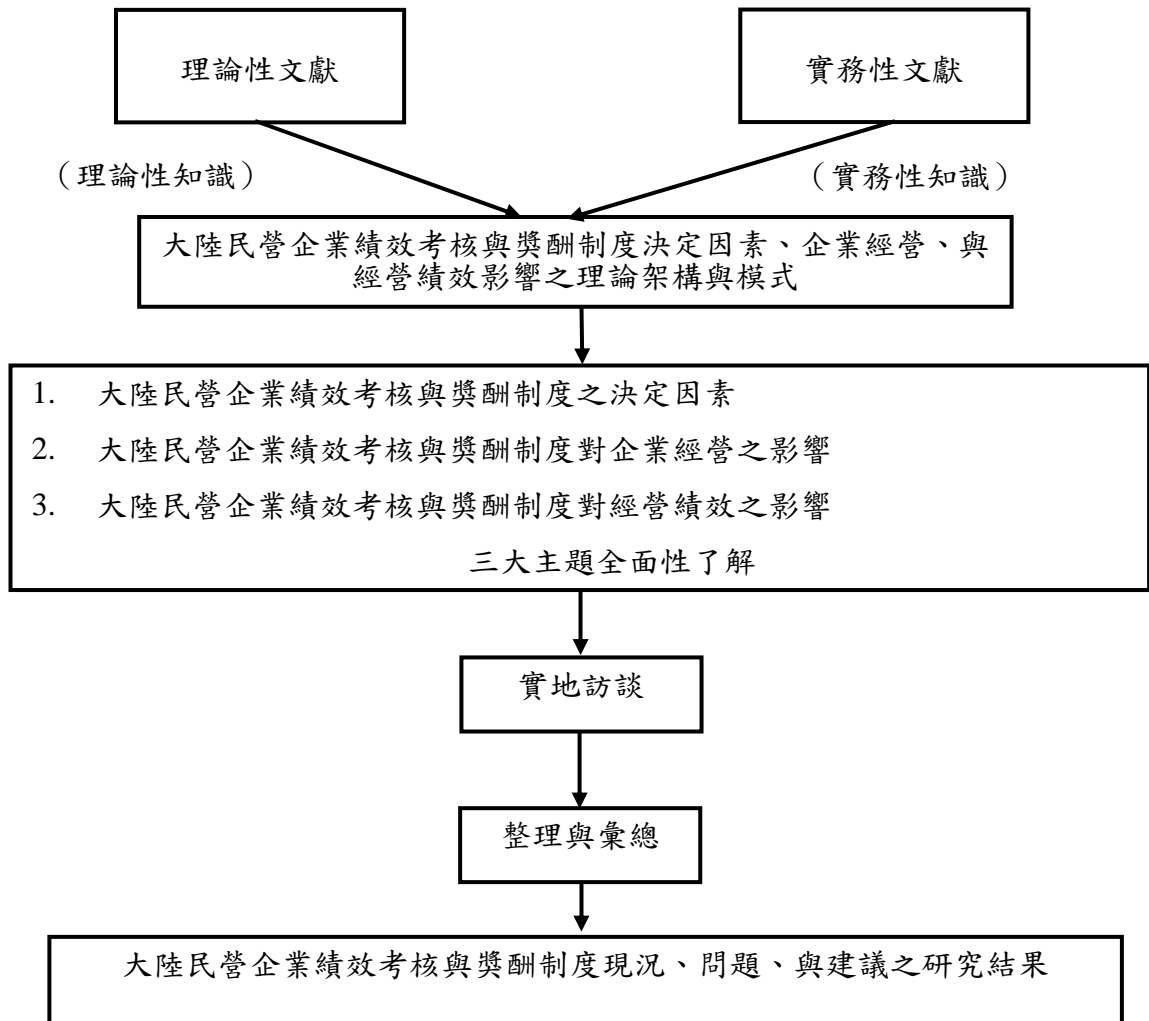 理論性文獻
實務性文獻
（理論性知識）
（實務性知識）
大陸民營企業績效考核與獎酬制度決定因素、企業經營、與
經營績效影響之理論架構與模式
1. 大陸民營企業績效考核與獎酬制度之決定因素
2. 大陸民營企業績效考核與獎酬制度對企業經營之影響
3. 大陸民營企業績效考核與獎酬制度對經營績效之影響
三大主題全面性了解
實地訪談
整理與彙總
大陸民營企業績效考核與獎酬制度現況、問題、與建議之研究結果